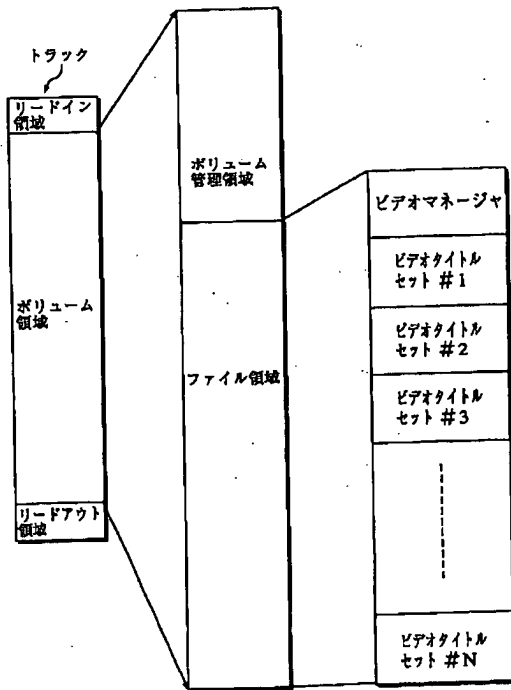 トラック
リードイン
領域
ボリューム
領域
リードアウト
領域
ボリューム
管理領域
ファイル領域
ビデオマネージャ
ビデオタイトル
セット #1
ビデオタイトル
セット #2
ビデオタイトル
セット #3
ビデオタイトル
セット #N